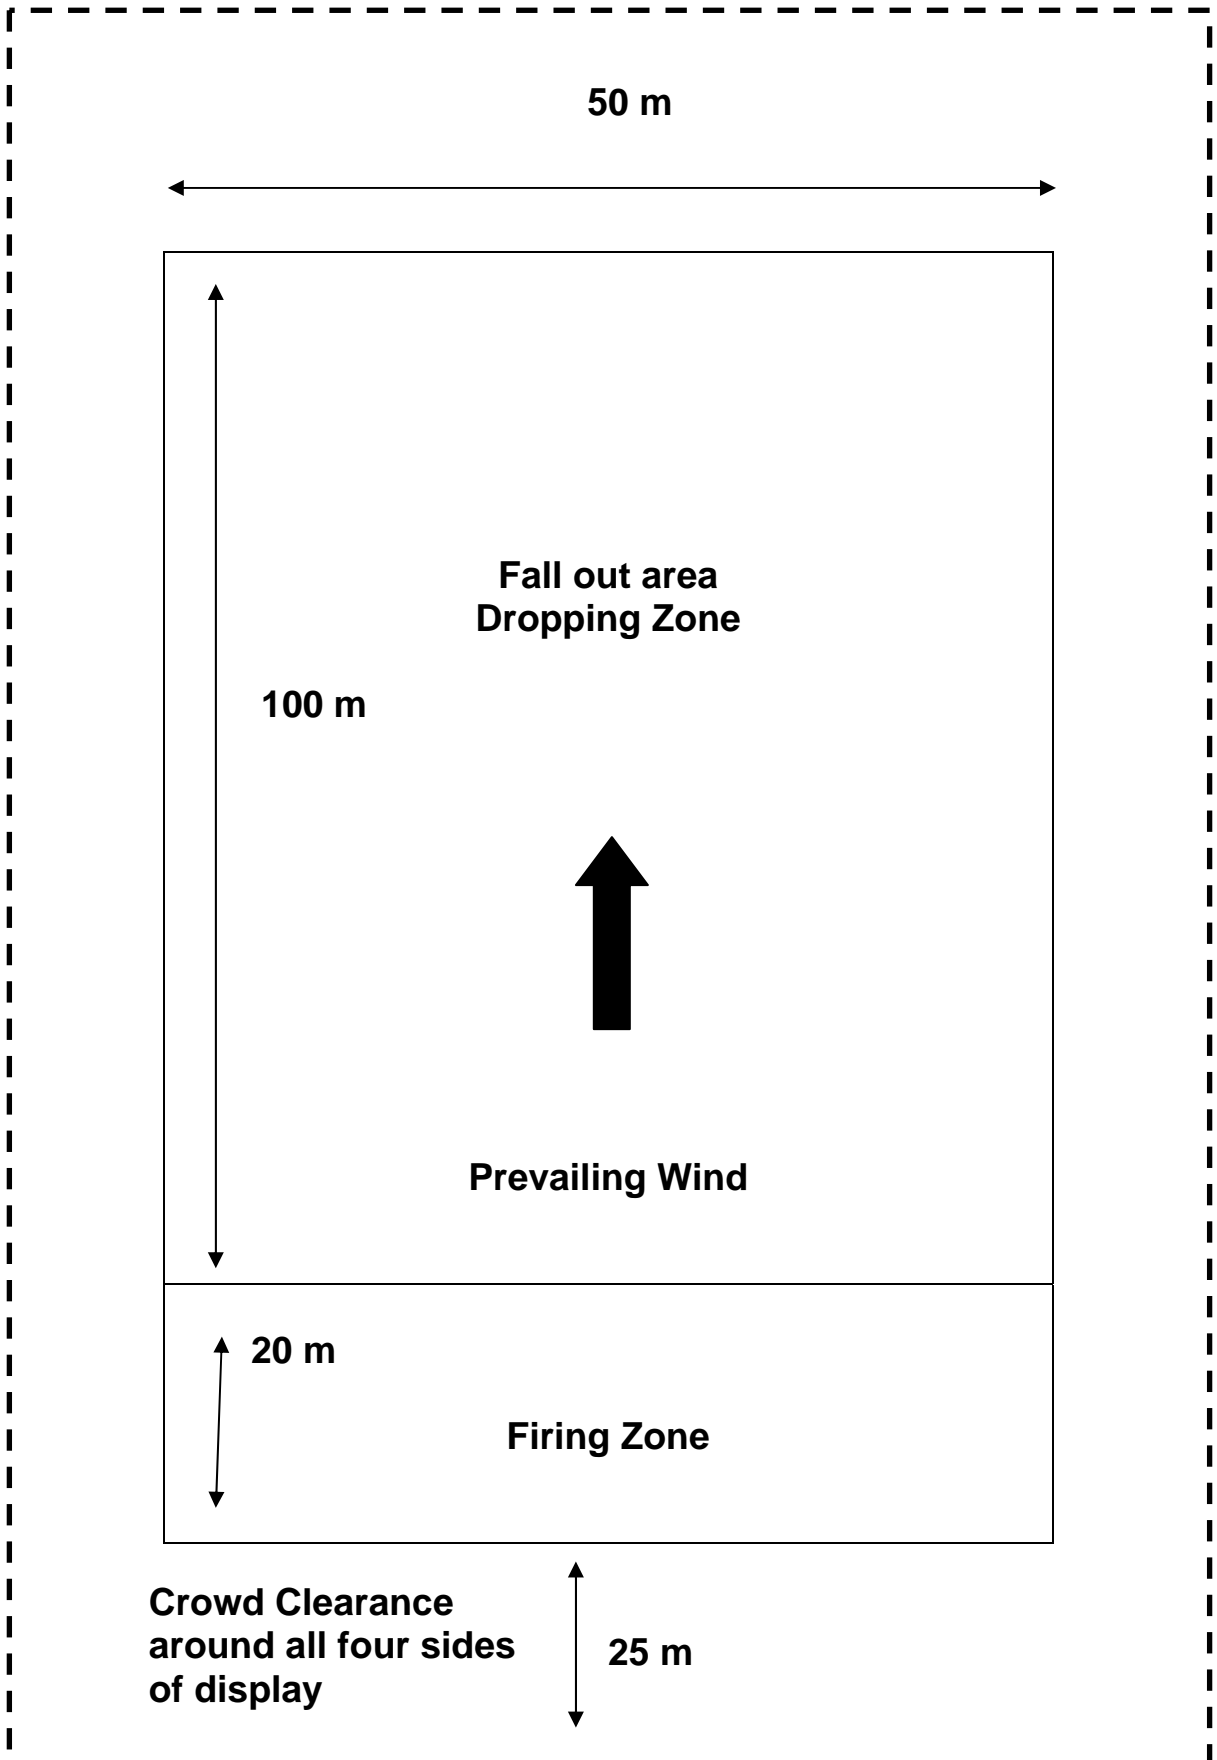 50 m
Fall out area
Dropping Zone
100 m
Prevailing Wind
20 m
Firing Zone
Crowd Clearance
around all four sides
of display
25 m